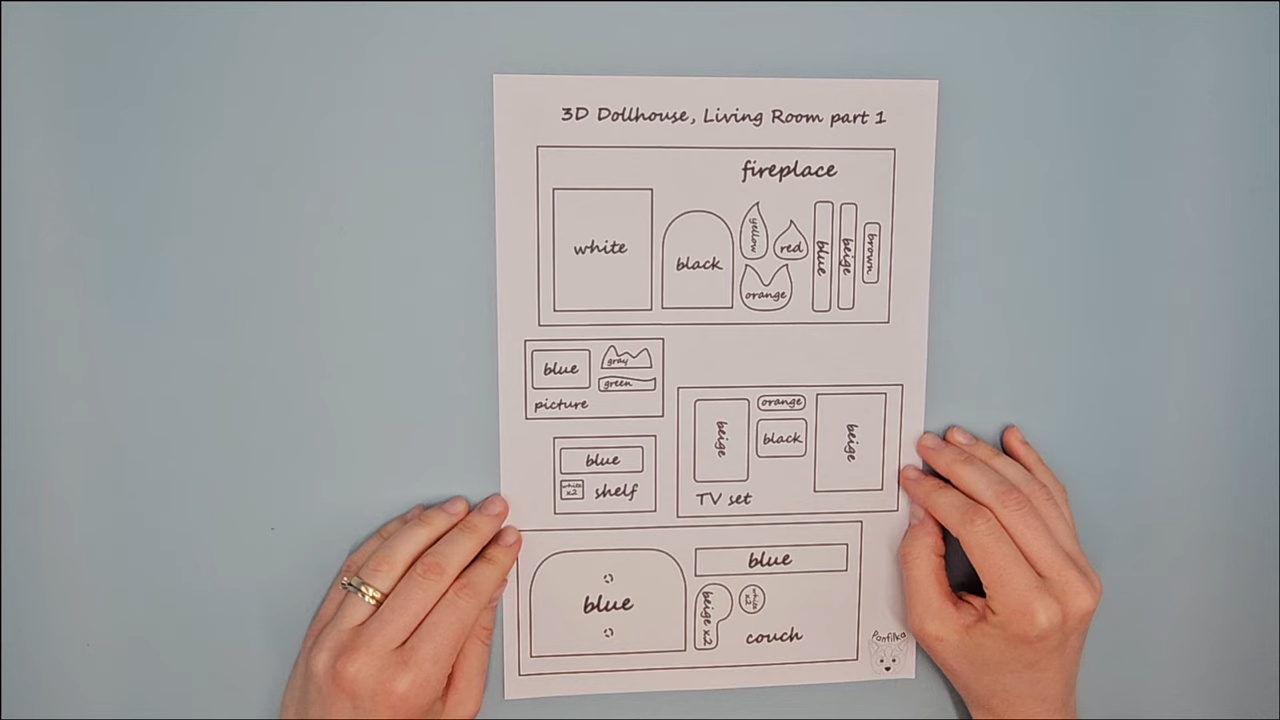 3D Dollhouse, Living Room part 1
fireplace
white
black
yellow
red
orange
blue
beige
brown
blue
gray
green
picture
blue
white
x2
shelf
beige
orange
black
beige
TV set
blue
blue
beige x2
white
x2
couch
Panfilka